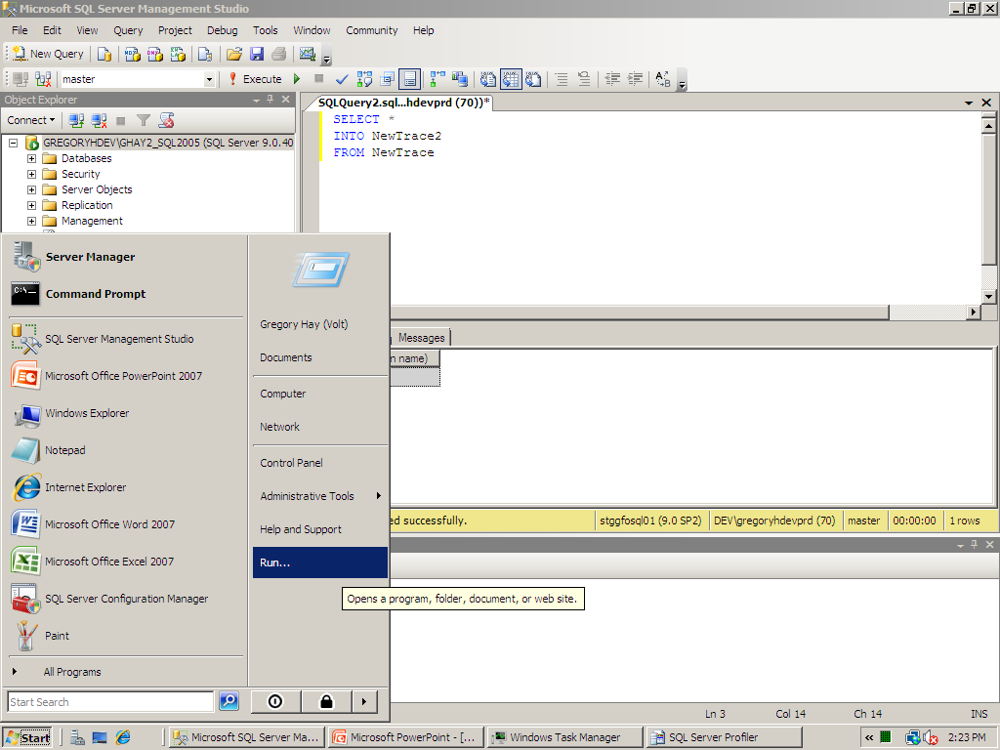 Microsoft SQL Server Management Studio
File Edit View Query Project Debug Tools Window Community Help
New Query
master Execute
Object Explorer
SQLQuery2.sql...hdevprd (70))*
Connect
SELECT *
INTO NewTrace2
FROM NewTrace
GREGORYHDEV\GHAY2_SQL2005 (SQL Server 9.0.40
Databases
Security
Server Objects
Replication
Management
Server Manager
Command Prompt
SQL Server Management Studio
Microsoft Office PowerPoint 2007
Windows Explorer
Notepad
Internet Explorer
Microsoft Office Word 2007
Microsoft Office Excel 2007
SQL Server Configuration Manager
Paint
All Programs
Start Search
Gregory Hay (Volt)
Documents
Computer
Network
Control Panel
Administrative Tools
Help and Support
Run...
Opens a program, folder, document, or web site.
Messages
n name)
ed successfully. stggfosql01 (9.0 SP2) DEV\gregoryhdevprd (70) master 00:00:00 1 rows
Ln 3 Col 14 Ch 14 INS
Start Microsoft SQL Server Ma... Microsoft PowerPoint - [... Windows Task Manager SQL Server Profiler « 2:23 PM